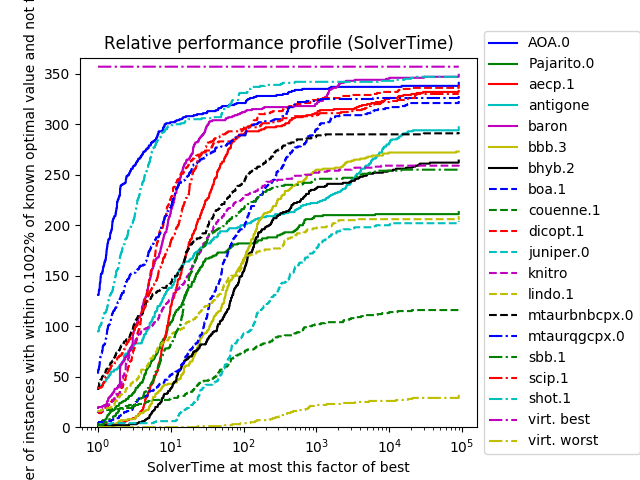 Relative performance profile (SolverTime)
er of instances with within 0.1002% of known optimal value and not
350
300
250
200
150
100
50
0
10^0 10^1 10^2 10^3 10^4 10^5
SolverTime at most this factor of best
AOA.0
Pajarito.0
aecp.1
antigone
baron
bbb.3
bhyb.2
boa.1
couenne.1
dicopt.1
juniper.0
knitro
lindo.1
mtaurbnbcpx.0
mtaurqgcpx.0
sbb.1
scip.1
shot.1
virt. best
virt. worst